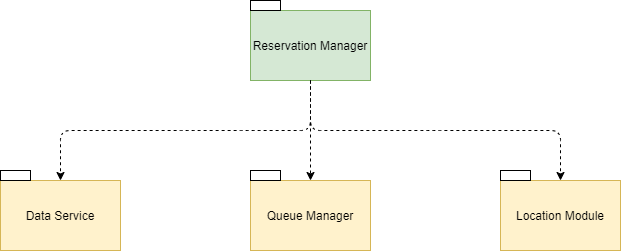 Reservation Manager
Data Service
Queue Manager
Location Module